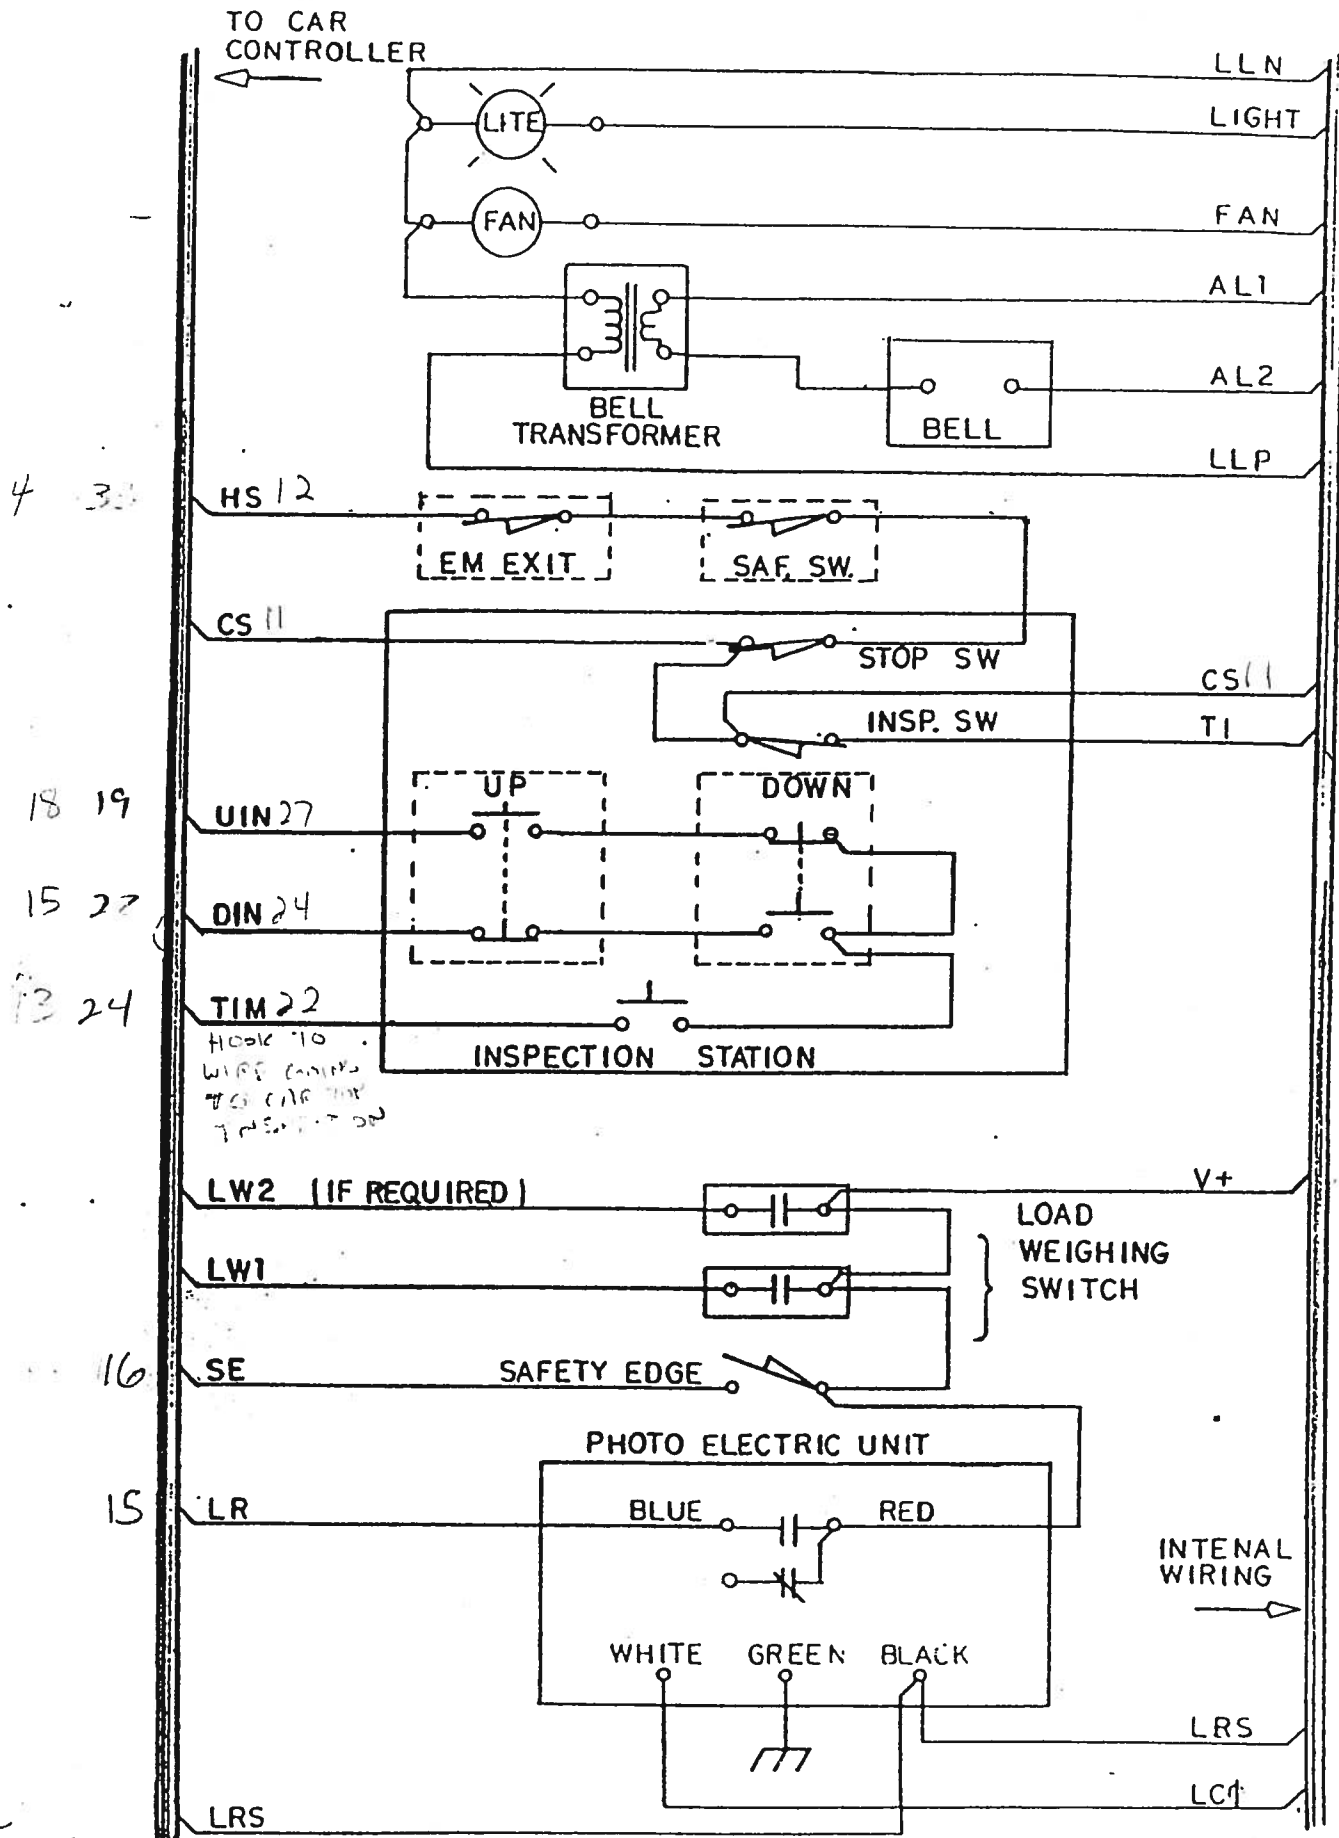 TO CAR
CONTROLLER
LLN
LITE
LIGHT
FAN
FAN
AL1
AL2
BELL
TRANSFORMER
BELL
LLP
4
HS 12
EM EXIT
SAF. SW.
CS 11
STOP SW
CS 11
INSP. SW
T1
UP
DOWN
18 19
UIN 27
15
DIN 24
24
TIM 22
HOOK TO
INSPECTION STATION
LW2 (IF REQUIRED)
V+
LOAD
WEIGHING
SWITCH
LW1
16
SE
SAFETY EDGE
PHOTO ELECTRIC UNIT
15
LR
BLUE
RED
INTENAL
WIRING
WHITE
GREEN
BLACK
LRS
LC1
LRS